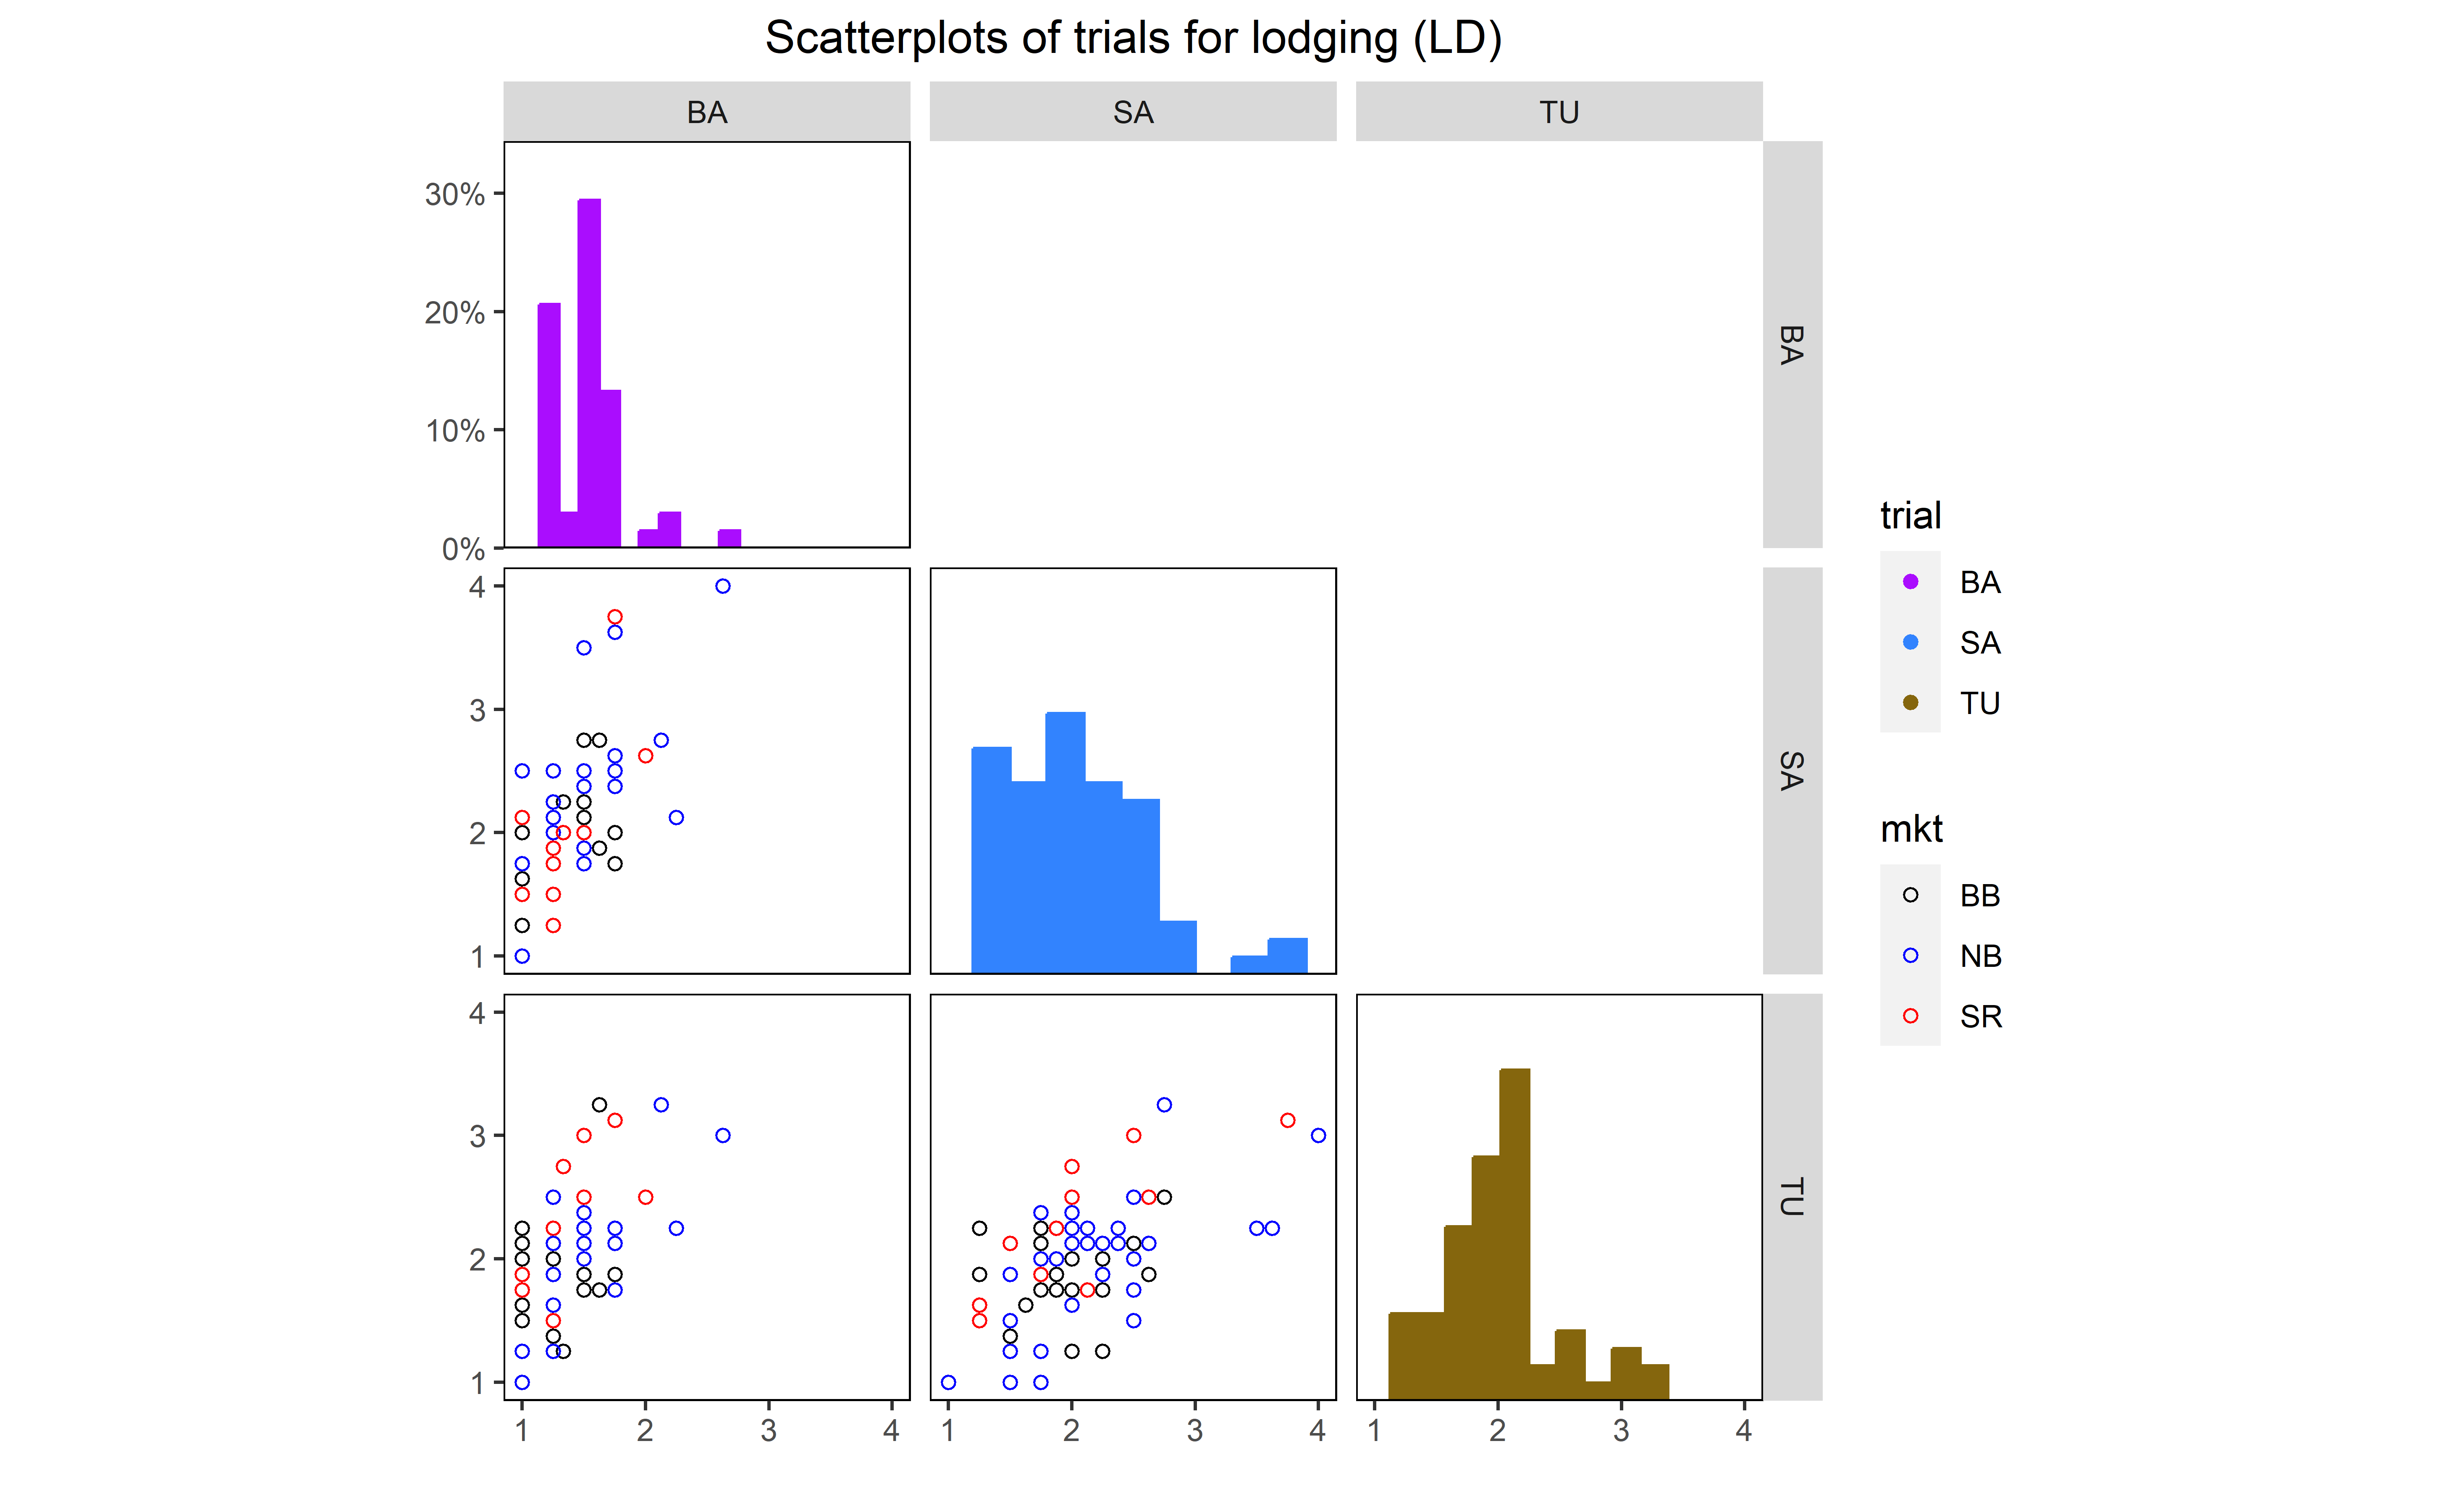 Scatterplots of trials for lodging (LD)
BA SA TU
30%
20%
10%
0%
BA
4
3
2
1
SA
4
3
2
1
TU
1 2 3 4 1 2 3 4 1 2 3 4
trial
BA
SA
TU
mkt
BB
NB
SR